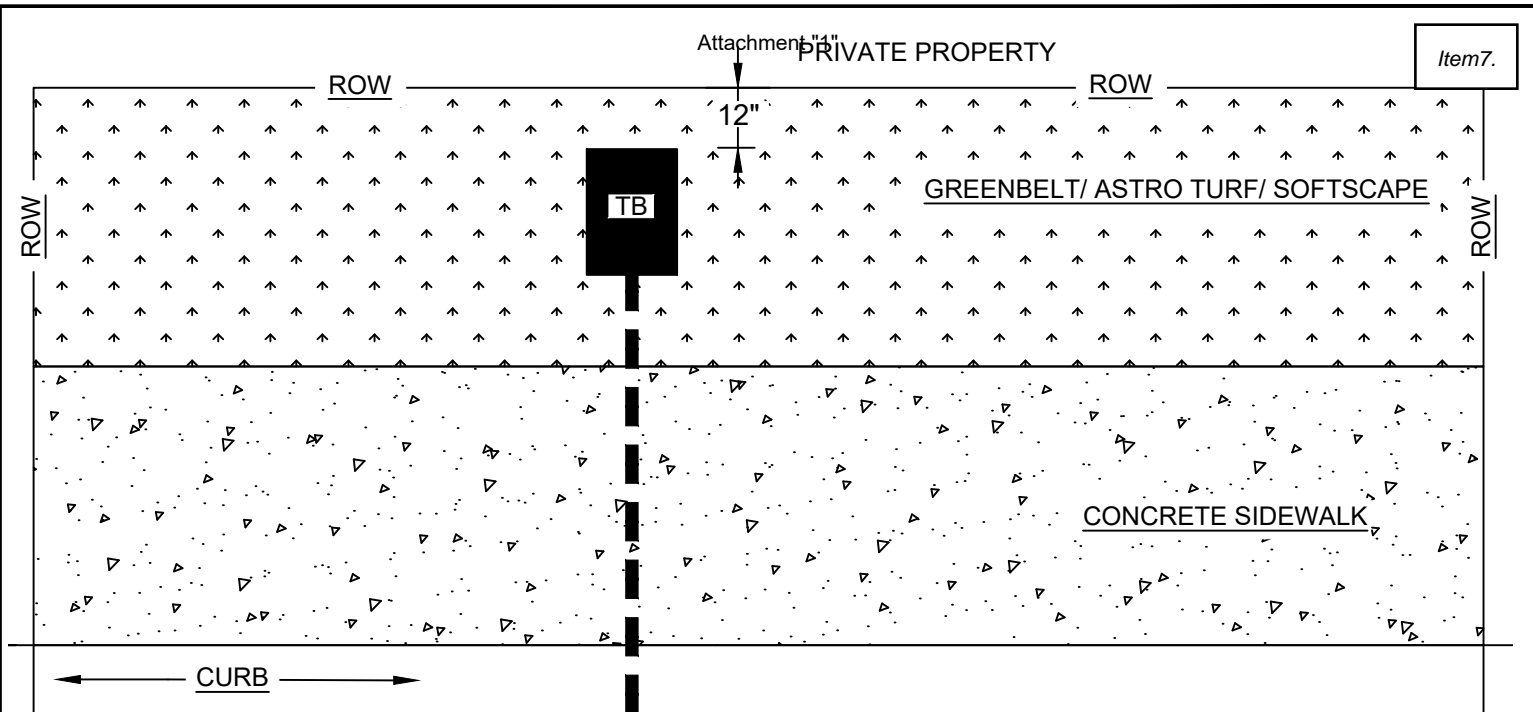 Attachment "1"
PRIVATE PROPERTY
Item7.
ROW
ROW
12"
GREENBELT/ ASTRO TURF/ SOFTSCAPE
TB
ROW
ROW
CONCRETE SIDEWALK
CURB